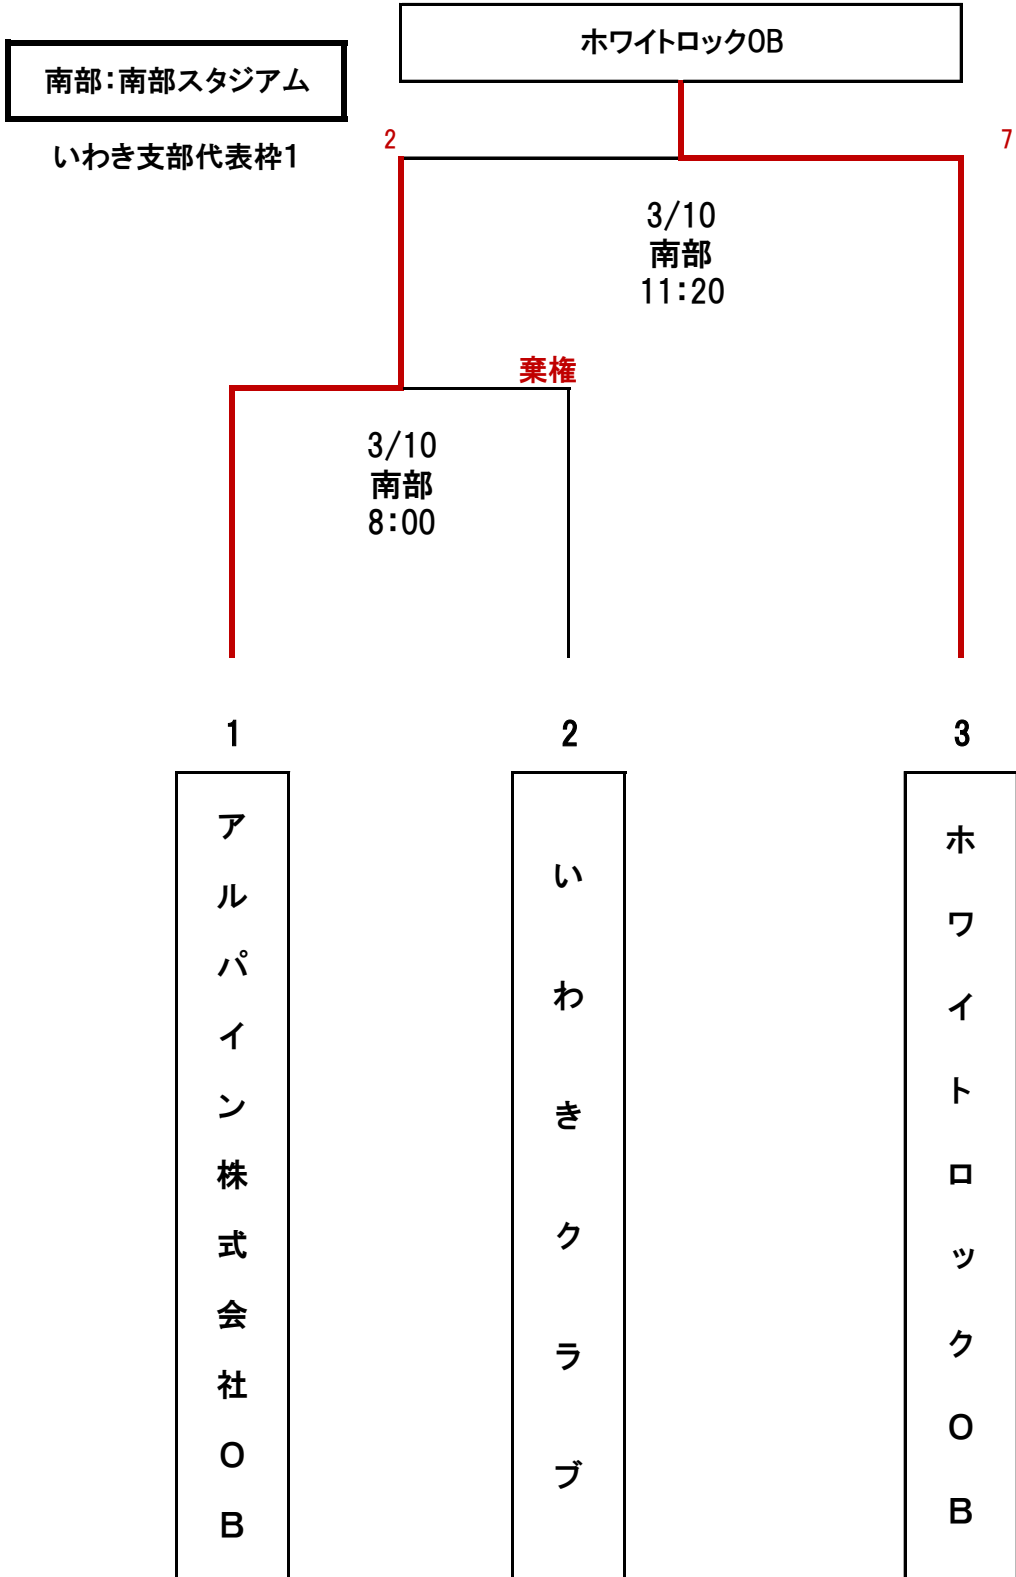 ホワイトロックOB
南部：南部スタジアム
いわき支部代表枠1
2
7
3/10
南部
11：20
棄権
3/10
南部
8：00
1
2
3
アルパイン株式会社ＯＢ
いわきクラブ
ホワイトロックＯＢ